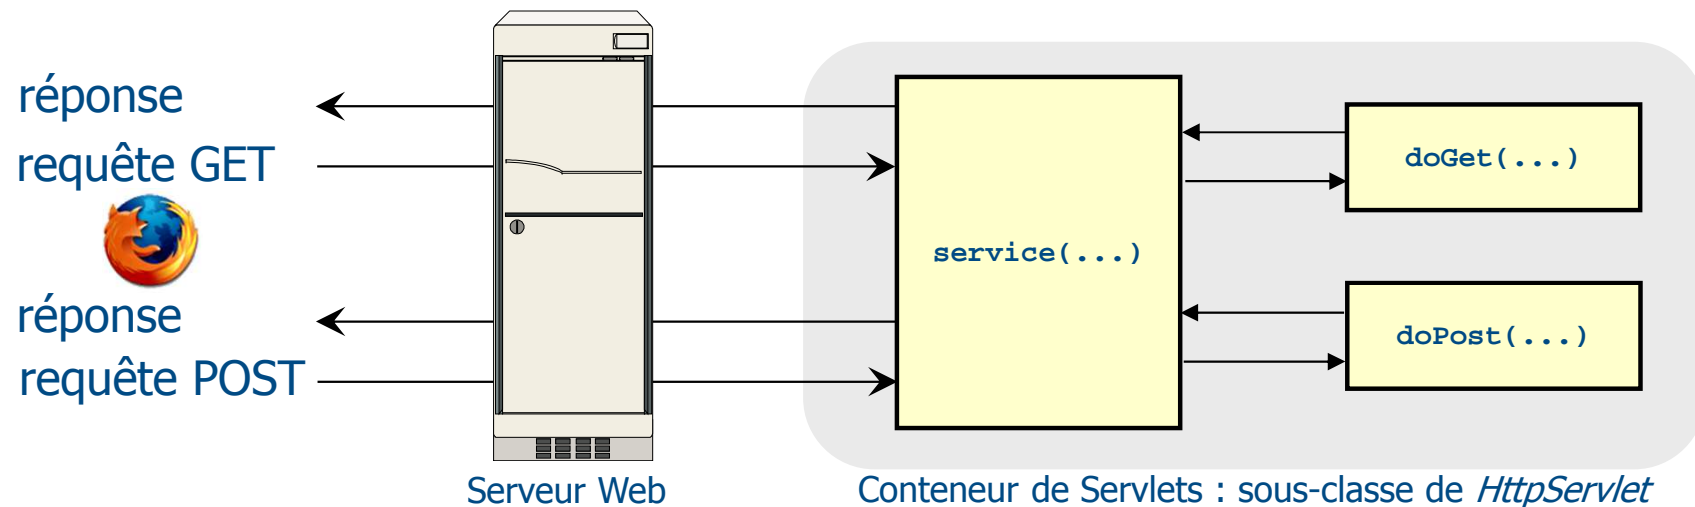 réponse
requête GET
réponse
requête POST
service(...)
doGet(...)
doPost(...)
Serveur Web
Conteneur de Servlets : sous-classe de HttpServlet